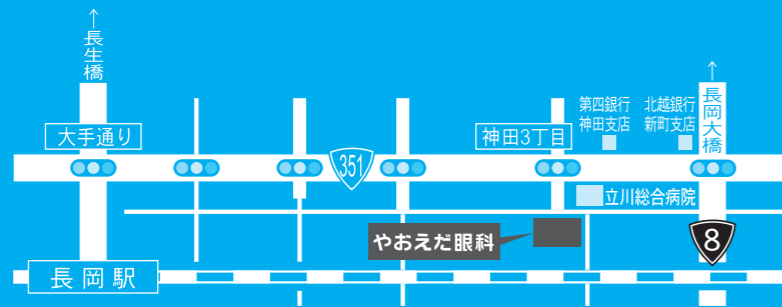 ↑
長生橋
大手通り
351
神田3丁目
第四銀行
神田支店
北越銀行
新町支店
↑
長岡大橋
立川総合病院
やおえだ眼科
8
長岡駅